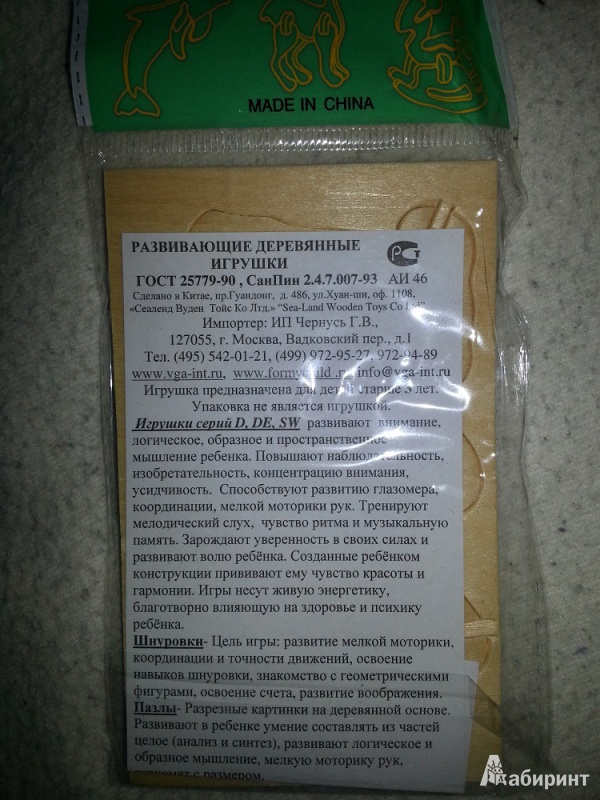 MADE IN CHINA
РАЗВИВАЮЩИЕ ДЕРЕВЯННЫЕ
ИГРУШКИ
РСТ
ГОСТ 25779-90 , СанПин 2.4.7.007-93 АИ 46
Сделано в Китае, пр.Гуандонг, д. 486, ул.Хуан-ши, оф. 1108,
«Сеаленд Вуден Тойс Ко Лтд.» "Sea-Land Wooden Toys Co Ltd"
Импортер: ИП Чернусь Г.В.,
127055, г. Москва, Вадковский пер., д.1
Тел. (495) 542-01-21, (499) 972-95-27, 972-94-89
www.vga-int.ru, www.formychild .ru, info@vga-int.ru
Игрушка предназначена для детей старше 3 лет.
Упаковка не является игрушкой.
Игрушки серий D, DE, SW развивают внимание,
логическое, образное и пространственное
мышление ребенка. Повышают наблюдательность,
изобретательность, концентрацию внимания,
усидчивость. Способствуют развитию глазомера,
координации, мелкой моторики рук. Тренируют
мелодический слух, чувство ритма и музыкальную
память. Зарождают уверенность в своих силах и
развивают волю ребёнка. Созданные ребёнком
конструкции прививают ему чувство красоты и
гармонии. Игры несут живую энергетику,
благотворно влияющую на здоровье и психику
ребёнка.
Шнуровки- Цель игры: развитие мелкой моторики,
координации и точности движений, освоение
навыков шнуровки, знакомство с геометрическими
фигурами, освоение счета, развитие воображения.
Пазлы- Разрезные картинки на деревянной основе.
Развивают в ребенке умение составлять из частей
целое (анализ и синтез), развивают логическое и
образное мышление, мелкую моторику рук,
знакомят с размером.
Лабиринт